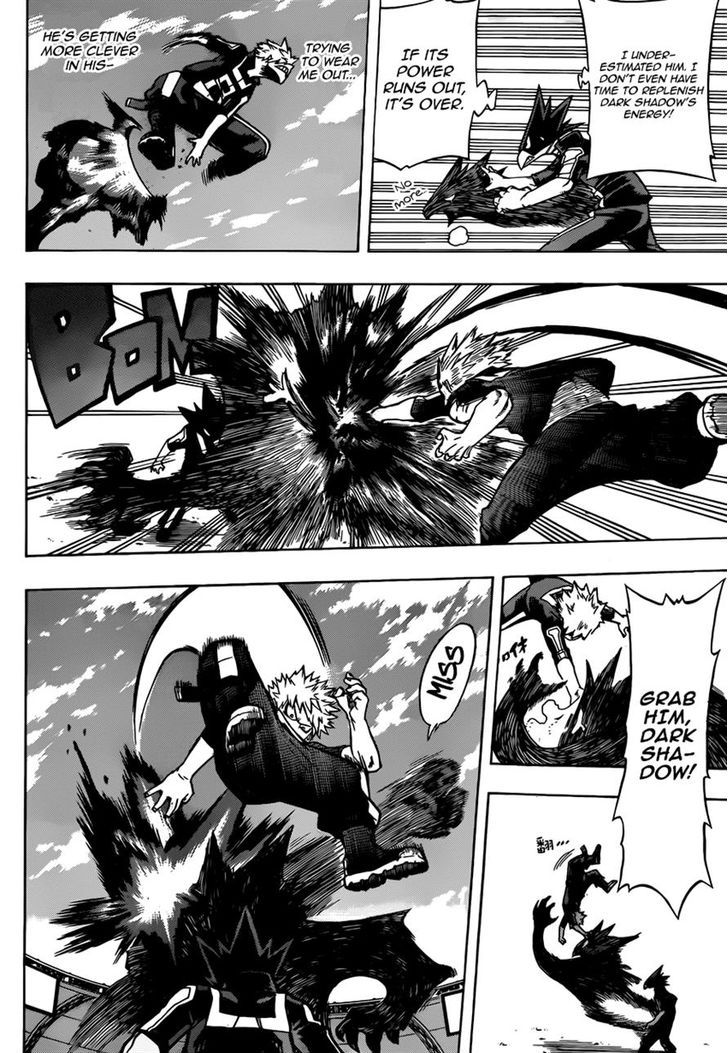 I UNDER-
ESTIMATED HIM. I
DON'T EVEN HAVE
TIME TO REPLENISH
DARK SHADOW'S
ENERGY!
IF ITS
POWER
RUNS OUT,
IT'S OVER.
No
more.
TRYING
TO WEAR
ME OUT...
HE'S GETTING
MORE CLEVER
IN HIS-
BOM
GRAB
HIM,
DARK
SHA-
DOW!
MISS